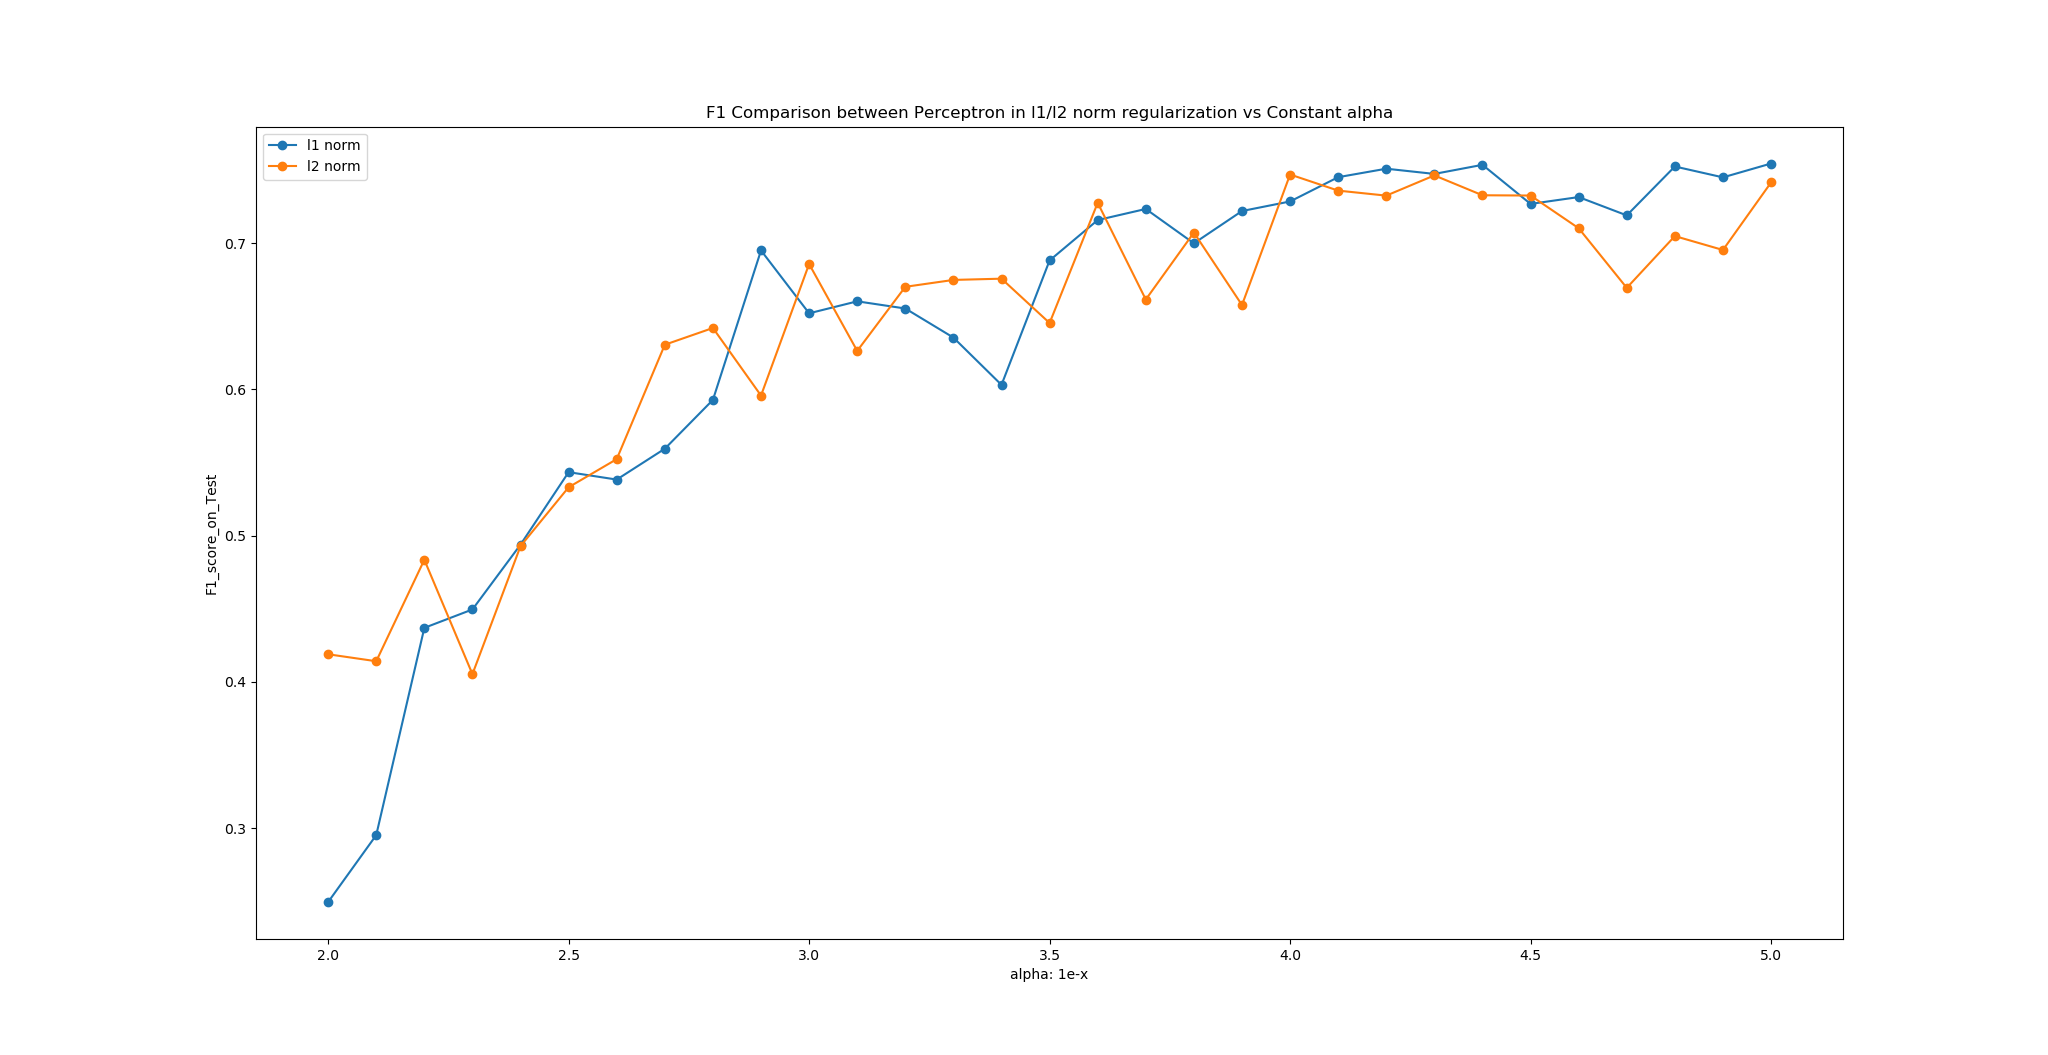 F1 Comparison between Perceptron in l1/l2 norm regularization vs Constant alpha
l1 norm
l2 norm
0.7
0.6
0.5
0.4
0.3
F1_score_on_Test
2.0 2.5 3.0 3.5 4.0 4.5 5.0
alpha: 1e-x